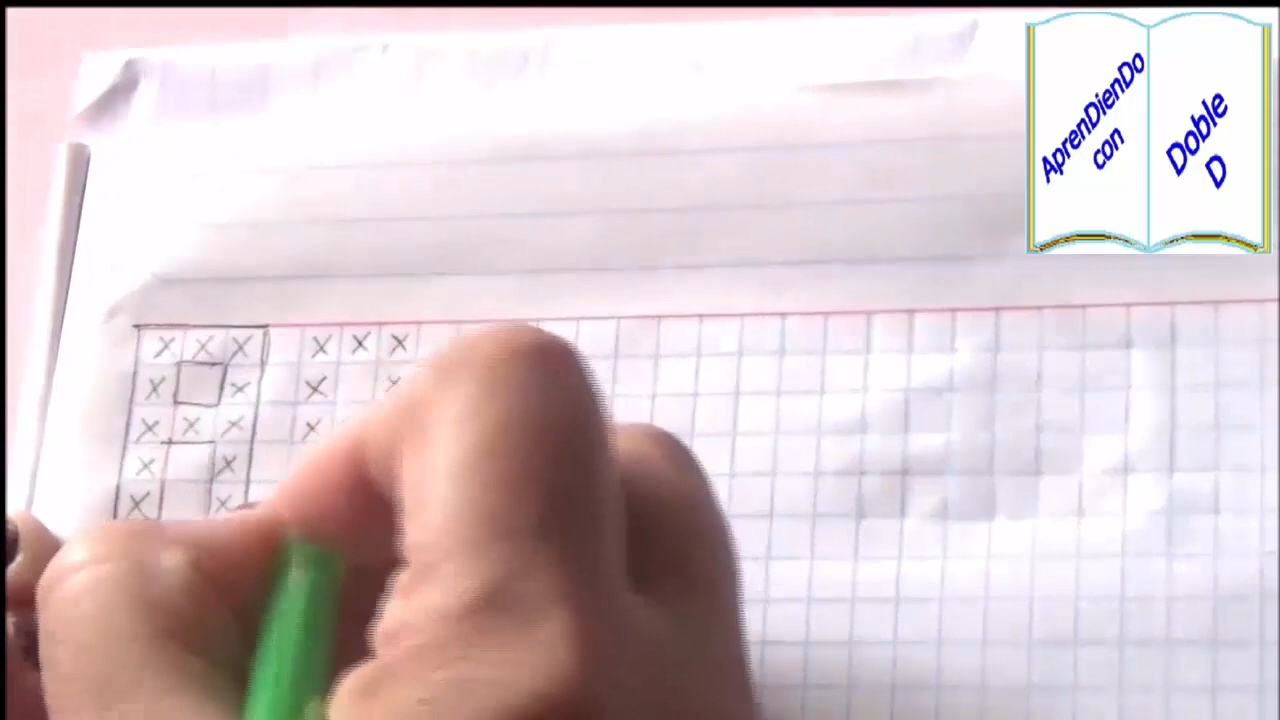 AprenDienDo
con
Doble
D
X X X X X X
X X X X
X X X X
X X
X X